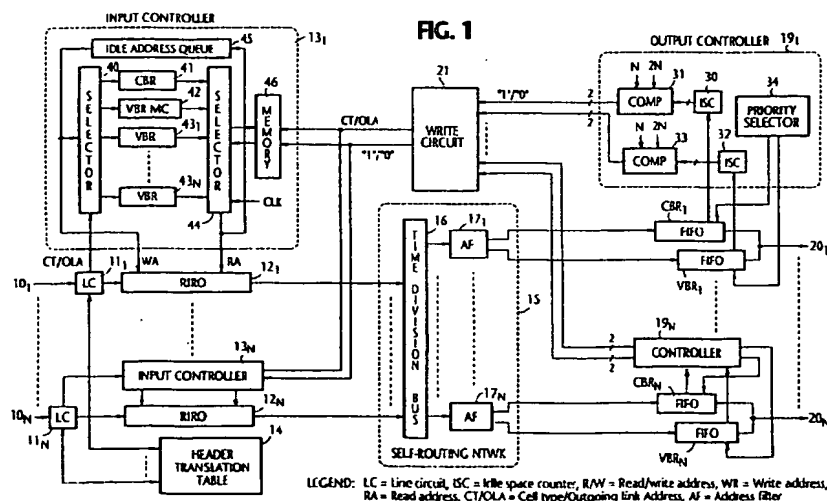 INPUT CONTROLLER
FIG. 1
OUTPUT CONTROLLER
19₁
IDLE ADDRESS QUEUE
45
13₁
40
CBR
41
VBR MC
42
VBR
43₁
VBR
43N
SELECTOR
SELECTOR
44
46
MEMORY
CLK
CT/OLA
"1"/"0"
21
WRITE CIRCUIT
"1"/"0"
2
2
2
2
N
2N
31
COMP
30
ISC
N
2N
COMP
33
32
ISC
34
PRIORITY SELECTOR
CT/OLA
11₁
WA
RA
12₁
10₁
LC
RIRO
16
TIME DIVISION BUS
17₁
AF
15
CBR₁
FIFO
FIFO
VBR₁
20₁
13N
INPUT CONTROLLER
10N
LC
11N
RIRO
12N
14
HEADER TRANSLATION TABLE
17N
AF
SELF-ROUTING NTWK
19N
CONTROLLER
2
2
CBRN
FIFO
FIFO
VBRN
20N
LEGEND: LC = Line circuit, ISC = Idle space counter, R/W = Read/write address, WR = Write address,
RA = Read address, CT/OLA = Cell type/Outgoing Link Address, AF = Address filter